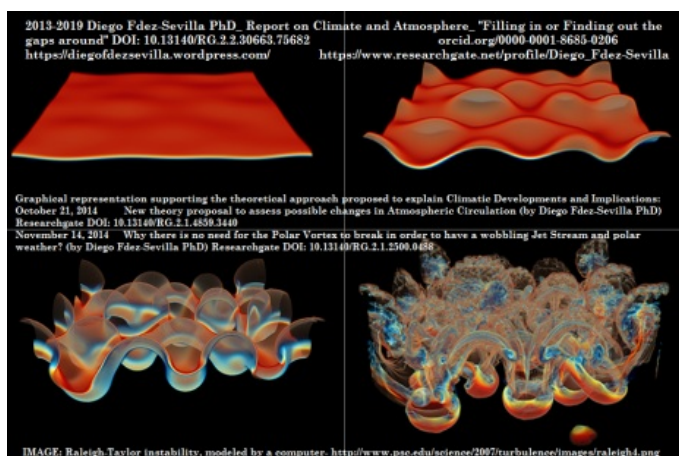 2013-2019 Diego Fdez-Sevilla PhD_ Report on Climate and Atmosphere_ "Filling in or Finding out the
gaps around" DOI: 10.13140/RG.2.2.30663.75682 orcid.org/0000-0001-8685-0206
https://diegofdezsevilla.wordpress.com/ https://www.researchgate.net/profile/Diego_Fdez-Sevilla
Graphical representation supporting the theoretical approach proposed to explain Climatic Developments and Implications:
October 21, 2014 New theory proposal to assess possible changes in Atmospheric Circulation (by Diego Fdez-Sevilla PhD)
Researchgate DOI: 10.13140/RG.2.1.4859.3440
November 14, 2014 Why there is no need for the Polar Vortex to break in order to have a wobbling Jet Stream and polar
weather? (by Diego Fdez-Sevilla PhD) Researchgate DOI: 10.13140/RG.2.1.2500.0488
IMAGE: Raleigh-Taylor instability, modeled by a computer- http://www.psc.edu/science/2007/turbulence/images/raleigh4.png